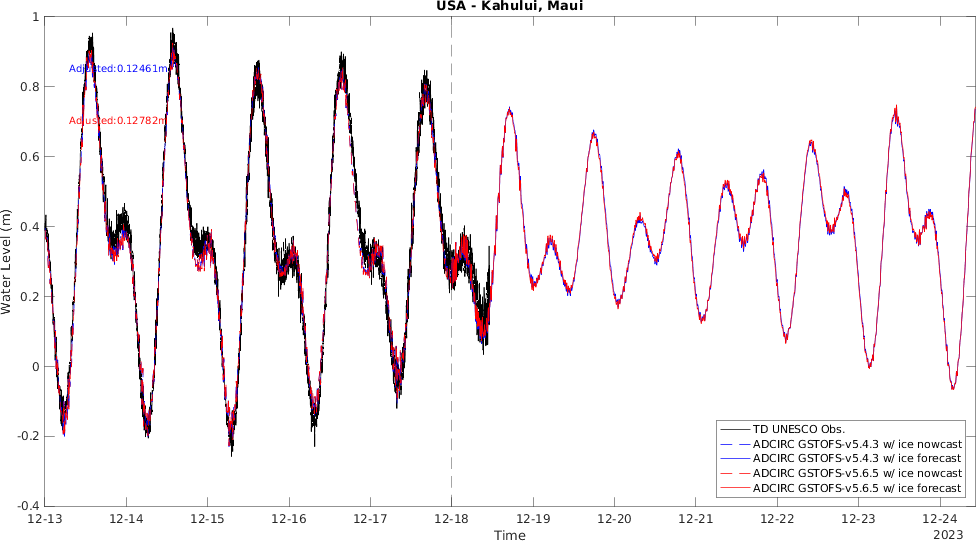 USA - Kahului, Maui
1
0.8
0.6
0.4
0.2
0
-0.2
-0.4
Water Level (m)
Adjusted:0.12461m
Adjusted:0.12782m
TD UNESCO Obs.
ADCIRC GSTOFS-v5.4.3 w/ ice nowcast
ADCIRC GSTOFS-v5.4.3 w/ ice forecast
ADCIRC GSTOFS-v5.6.5 w/ ice nowcast
ADCIRC GSTOFS-v5.6.5 w/ ice forecast
12-13 12-14 12-15 12-16 12-17 12-18 12-19 12-20 12-21 12-22 12-23 12-24
Time
2023